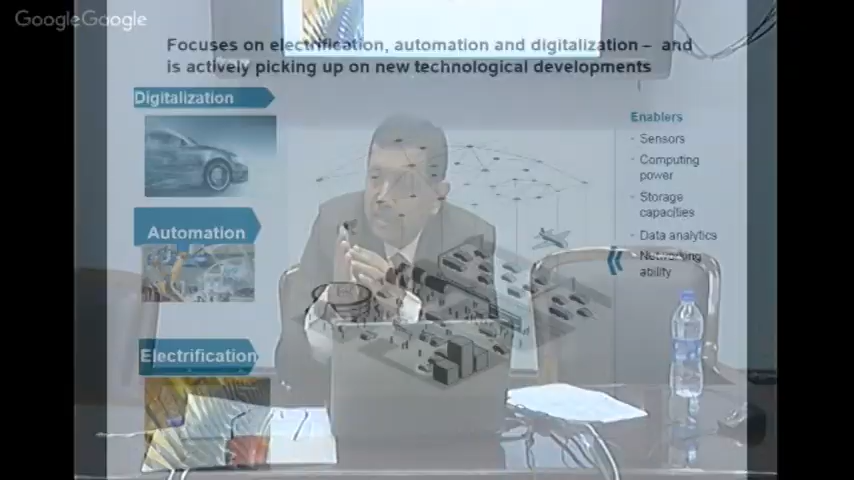 GoogleGoogle
Focuses on electrification, automation and digitalization – and
is actively picking up on new technological developments
Digitalization
Automation
Electrification
Enablers
- Sensors
- Computing
power
- Storage
capacities
- Data analytics
- Networking
ability